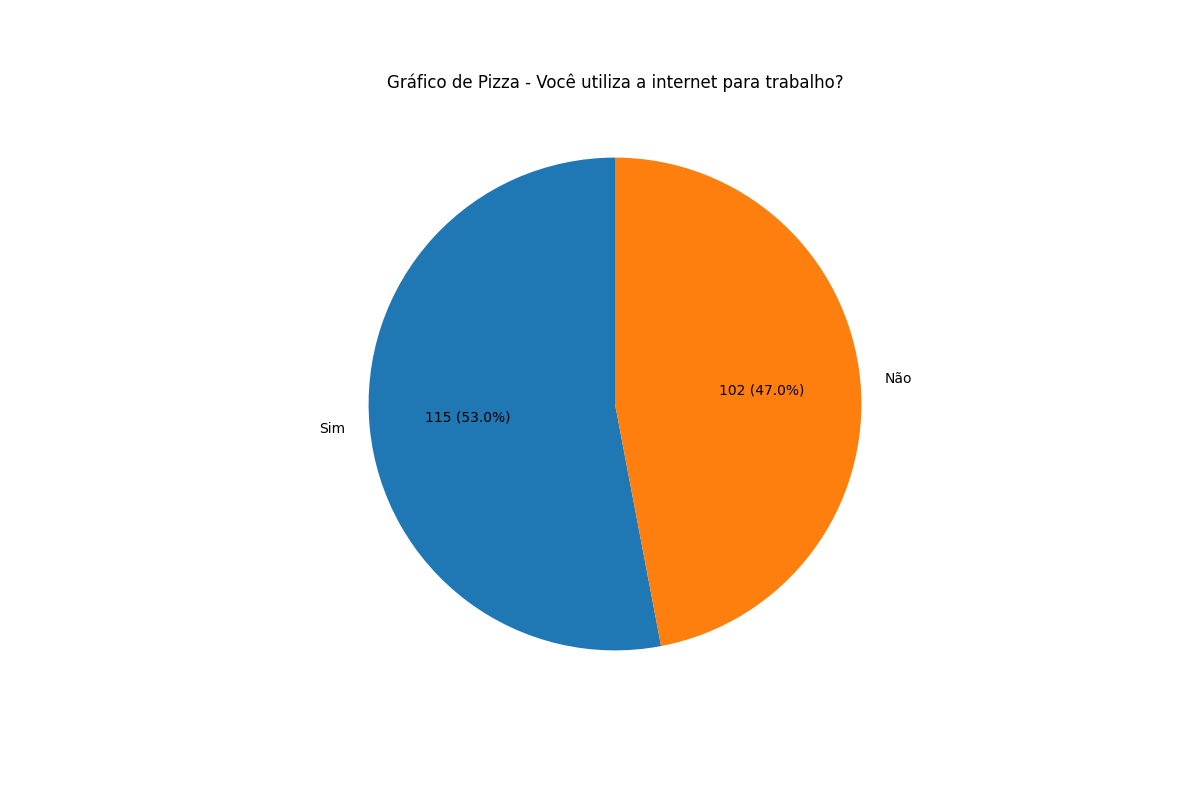 Gráfico de Pizza - Você utiliza a internet para trabalho?
Não
102 (47.0%)
115 (53.0%)
Sim